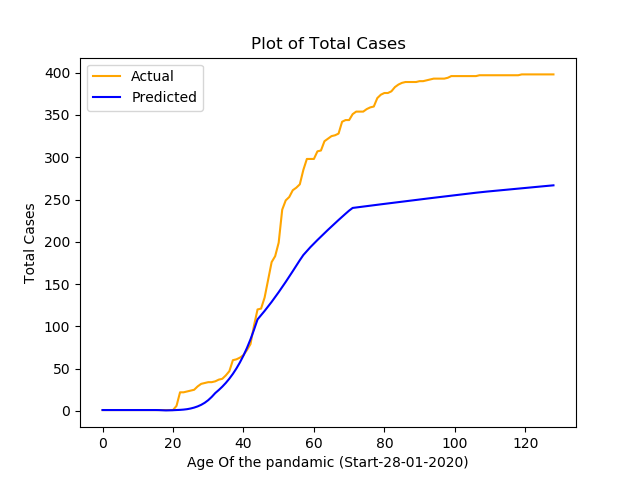 Plot of Total Cases
Actual
Predicted
400
350
300
250
200
150
100
50
0
Total Cases
0 20 40 60 80 100 120
Age Of the pandamic (Start-28-01-2020)